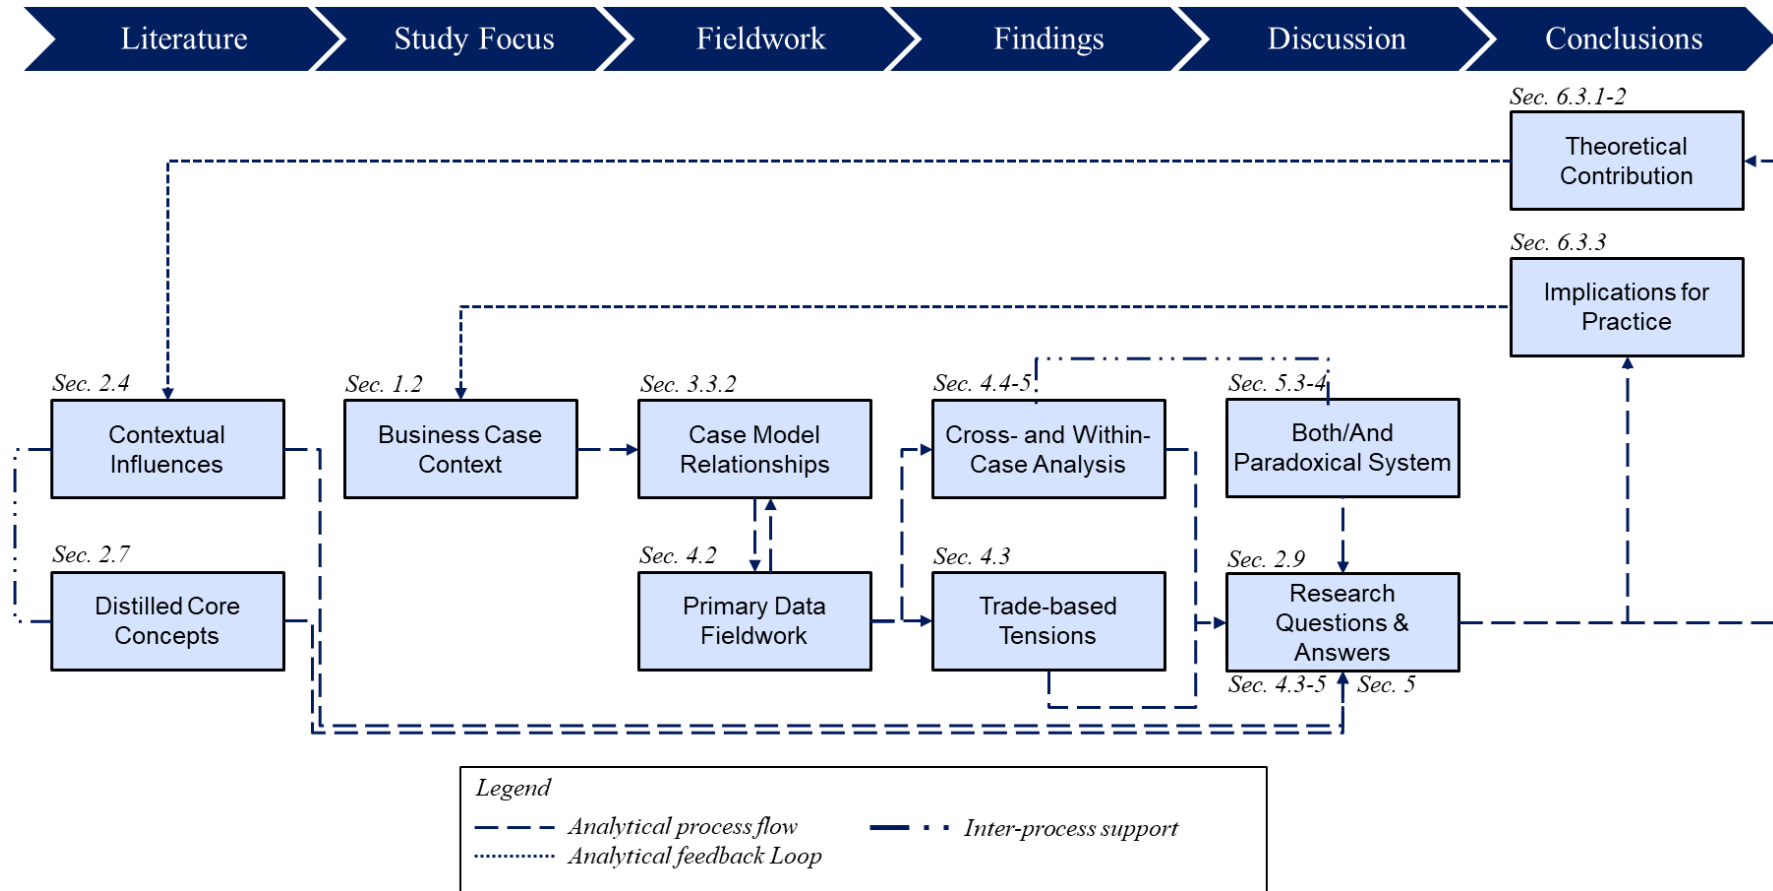 Literature
Study Focus
Fieldwork
Findings
Discussion
Conclusions
Sec. 6.3.1-2
Theoretical
Contribution
Sec. 6.3.3
Implications for
Practice
Sec. 2.4
Contextual
Influences
Sec. 1.2
Business Case
Context
Sec. 3.3.2
Case Model
Relationships
Sec. 4.4-5
Cross- and Within-
Case Analysis
Sec. 5.3-4
Both/And
Paradoxical System
Sec. 2.7
Distilled Core
Concepts
Sec. 4.2
Primary Data
Fieldwork
Sec. 4.3
Trade-based
Tensions
Sec. 2.9
Research
Questions &
Answers
Sec. 4.3-5
Sec. 5
Legend
Analytical process flow
Inter-process support
Analytical feedback Loop